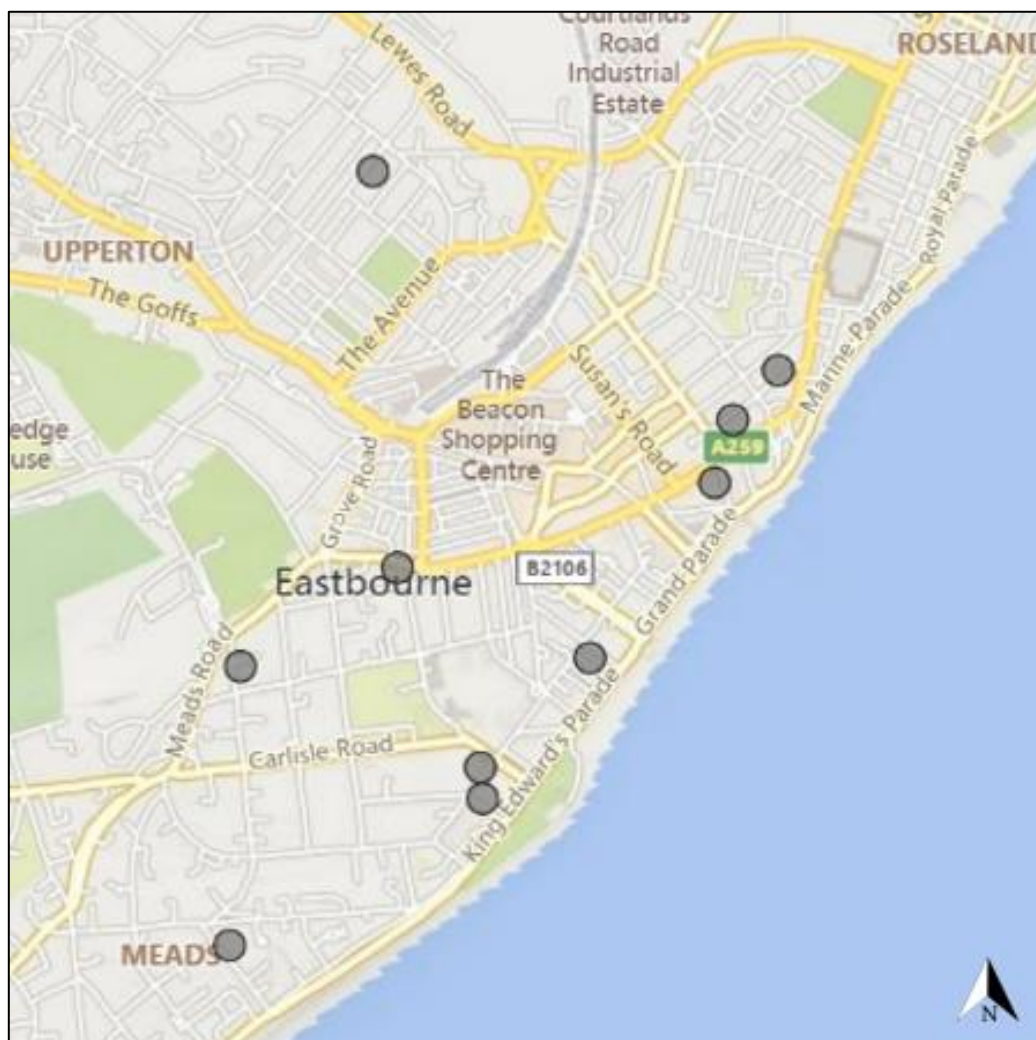 Courtlands
Road
Industrial
Estate
ROSELAND
Lewes Road
UPPERTON
The Goffs
The Avenue
Royal Parade
Marine Parade
Susan's Road
The
Beacon
Shopping
Centre
edge
use
A259
Grove Road
B2106
Eastbourne
Grand Parade
Meads Road
Carlisle Road
King Edward's Parade
MEADS
N